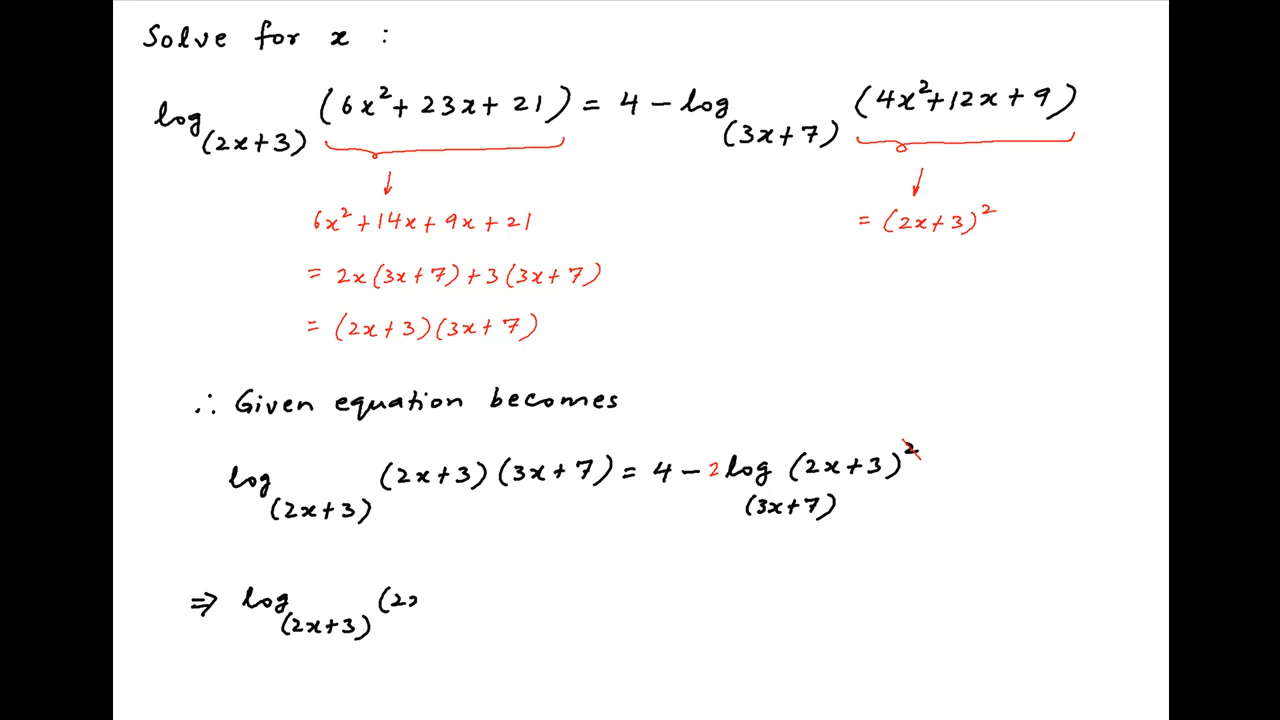 Solve for x :
log(2x+3) (6x²+23x+21) = 4 − log(3x+7) (4x²+12x+9)
6x²+14x+9x+21
= (2x+3)²
= 2x(3x+7)+3(3x+7)
= (2x+3)(3x+7)
∴ Given equation becomes
log(2x+3) (2x+3)(3x+7) = 4 − 2log(3x+7) (2x+3)²
⇒ log(2x+3) (2x